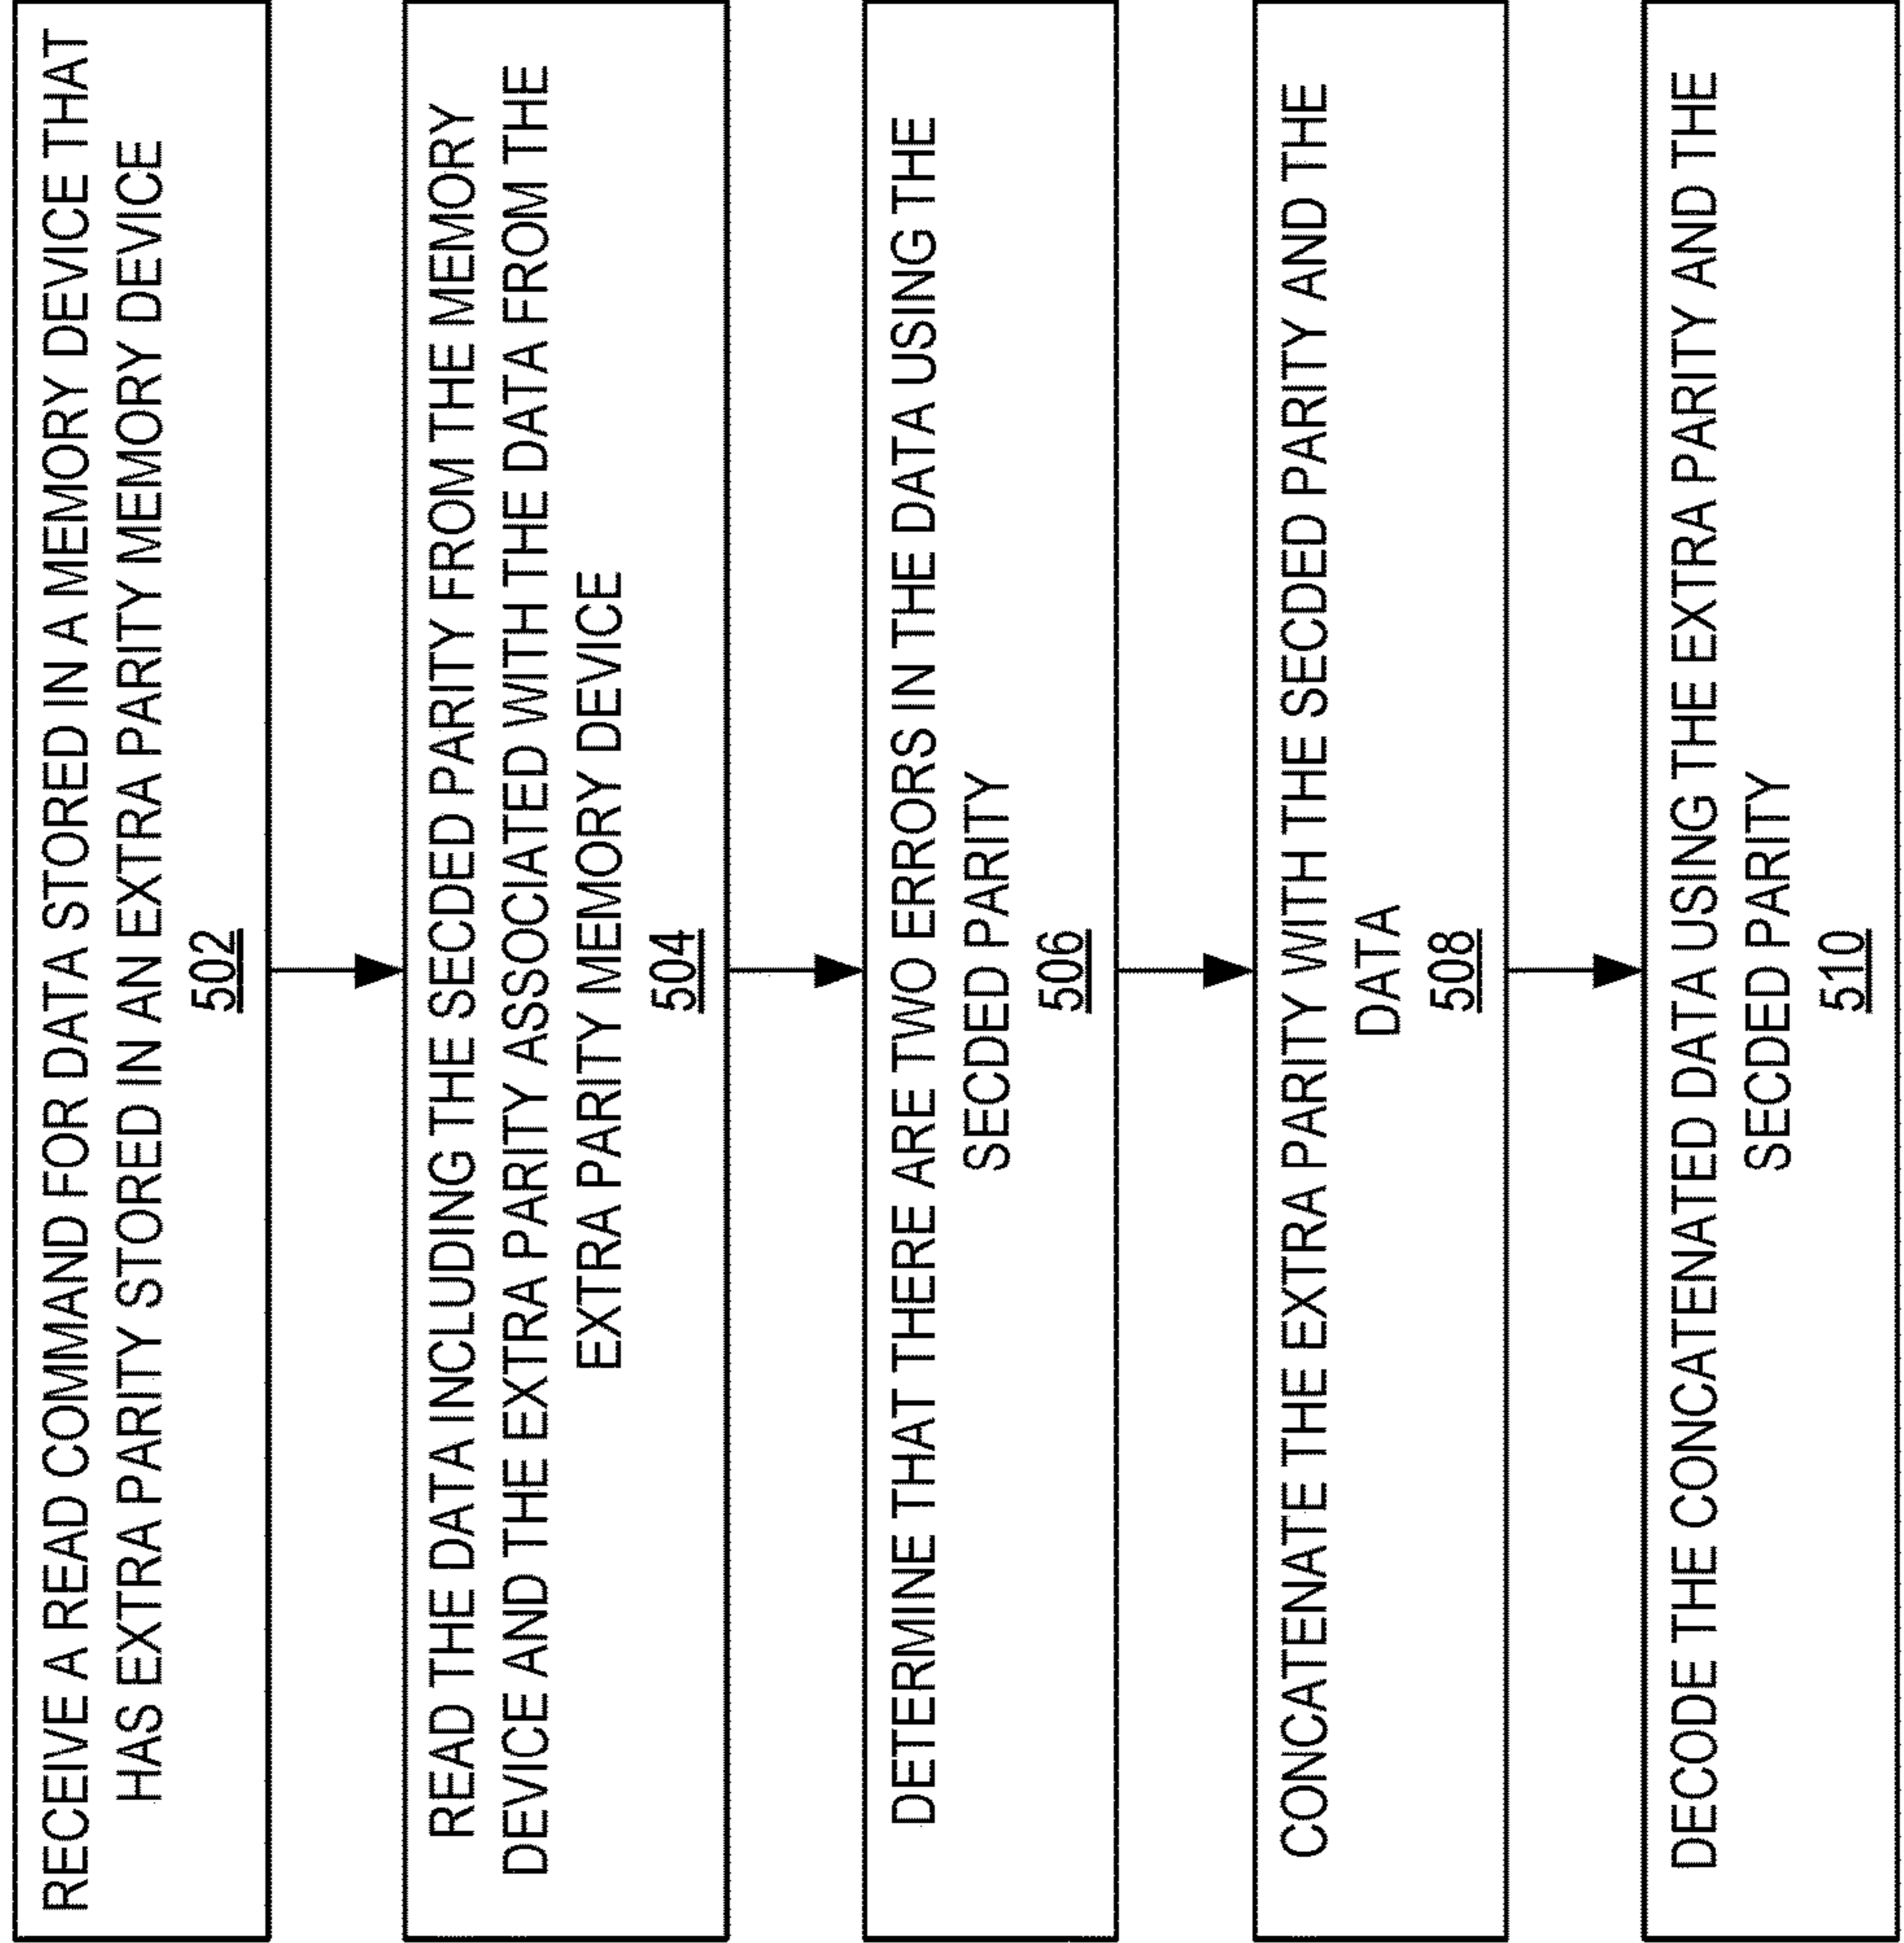 RECEIVE A READ COMMAND FOR DATA STORED IN A MEMORY DEVICE THAT
HAS EXTRA PARITY STORED IN AN EXTRA PARITY MEMORY DEVICE
502
READ THE DATA INCLUDING THE SECDED PARITY FROM THE MEMORY
DEVICE AND THE EXTRA PARITY ASSOCIATED WITH THE DATA FROM THE
EXTRA PARITY MEMORY DEVICE
504
DETERMINE THAT THERE ARE TWO ERRORS IN THE DATA USING THE
SECDED PARITY
506
CONCATENATE THE EXTRA PARITY WITH THE SECDED PARITY AND THE
DATA
508
DECODE THE CONCATENATED DATA USING THE EXTRA PARITY AND THE
SECDED PARITY
510